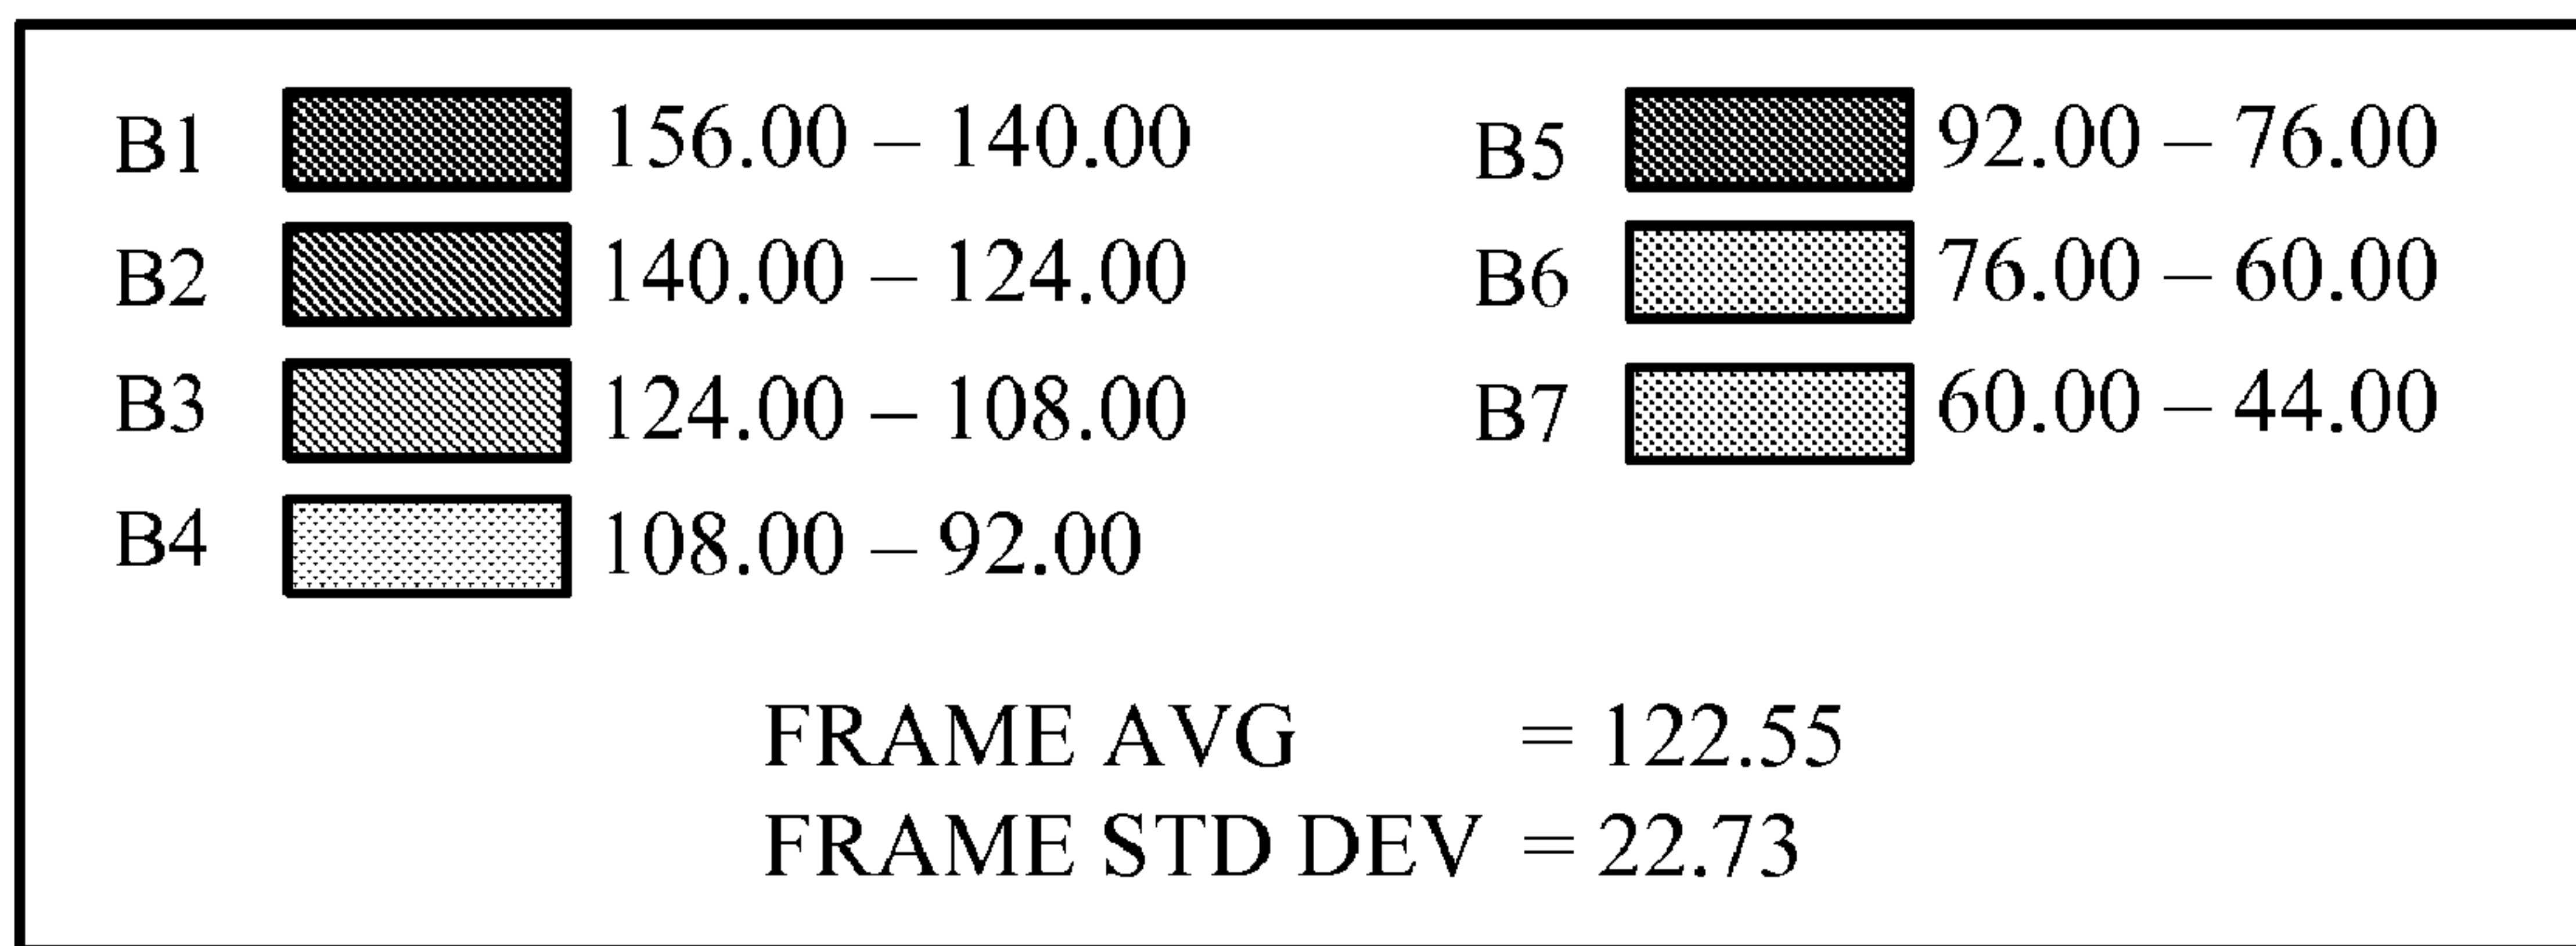 B1 156.00 – 140.00
B2 140.00 – 124.00
B3 124.00 – 108.00
B4 108.00 – 92.00
B5 92.00 – 76.00
B6 76.00 – 60.00
B7 60.00 – 44.00
FRAME AVG = 122.55
FRAME STD DEV = 22.73